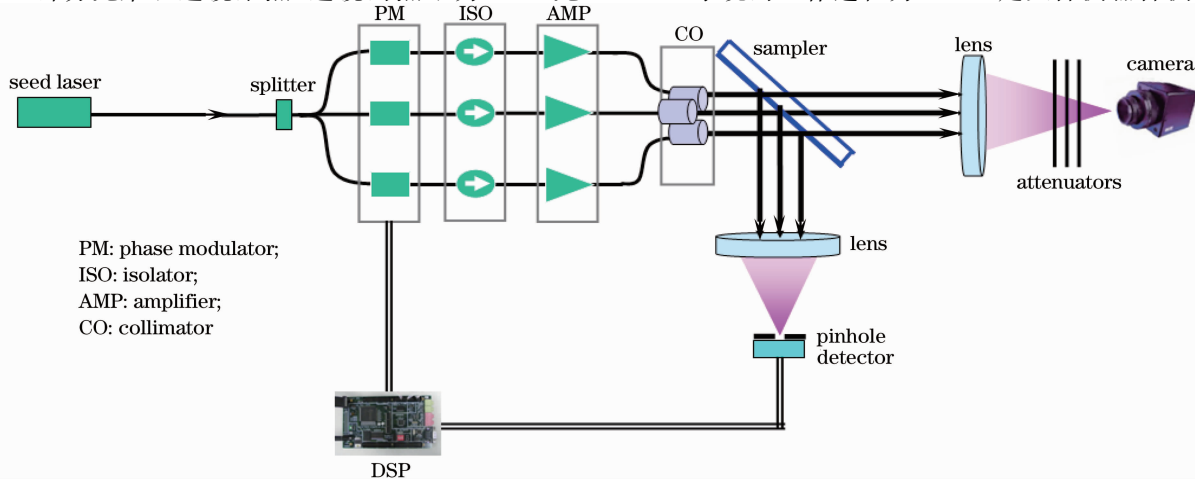 PM
ISO
AMP
CO
sampler
lens
camera
seed laser
splitter
attenuators
PM: phase modulator;
ISO: isolator;
AMP: amplifier;
CO: collimator
lens
pinhole
detector
DSP